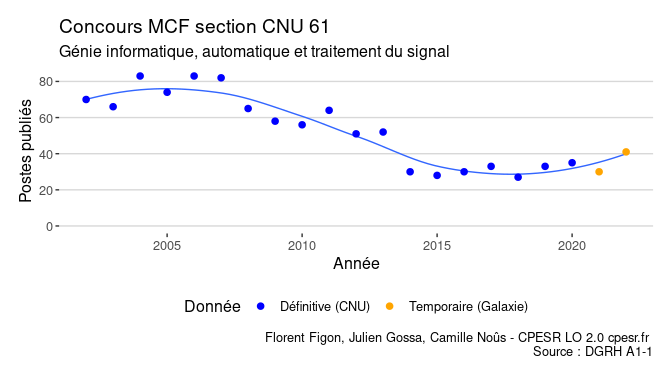 Concours MCF section CNU 61
Génie informatique, automatique et traitement du signal
Postes publiés
80
60
40
20
0
2005 2010 2015 2020
Année
Donnée Définitive (CNU) Temporaire (Galaxie)
Florent Figon, Julien Gossa, Camille Noûs - CPESR LO 2.0 cpesr.fr
Source : DGRH A1-1